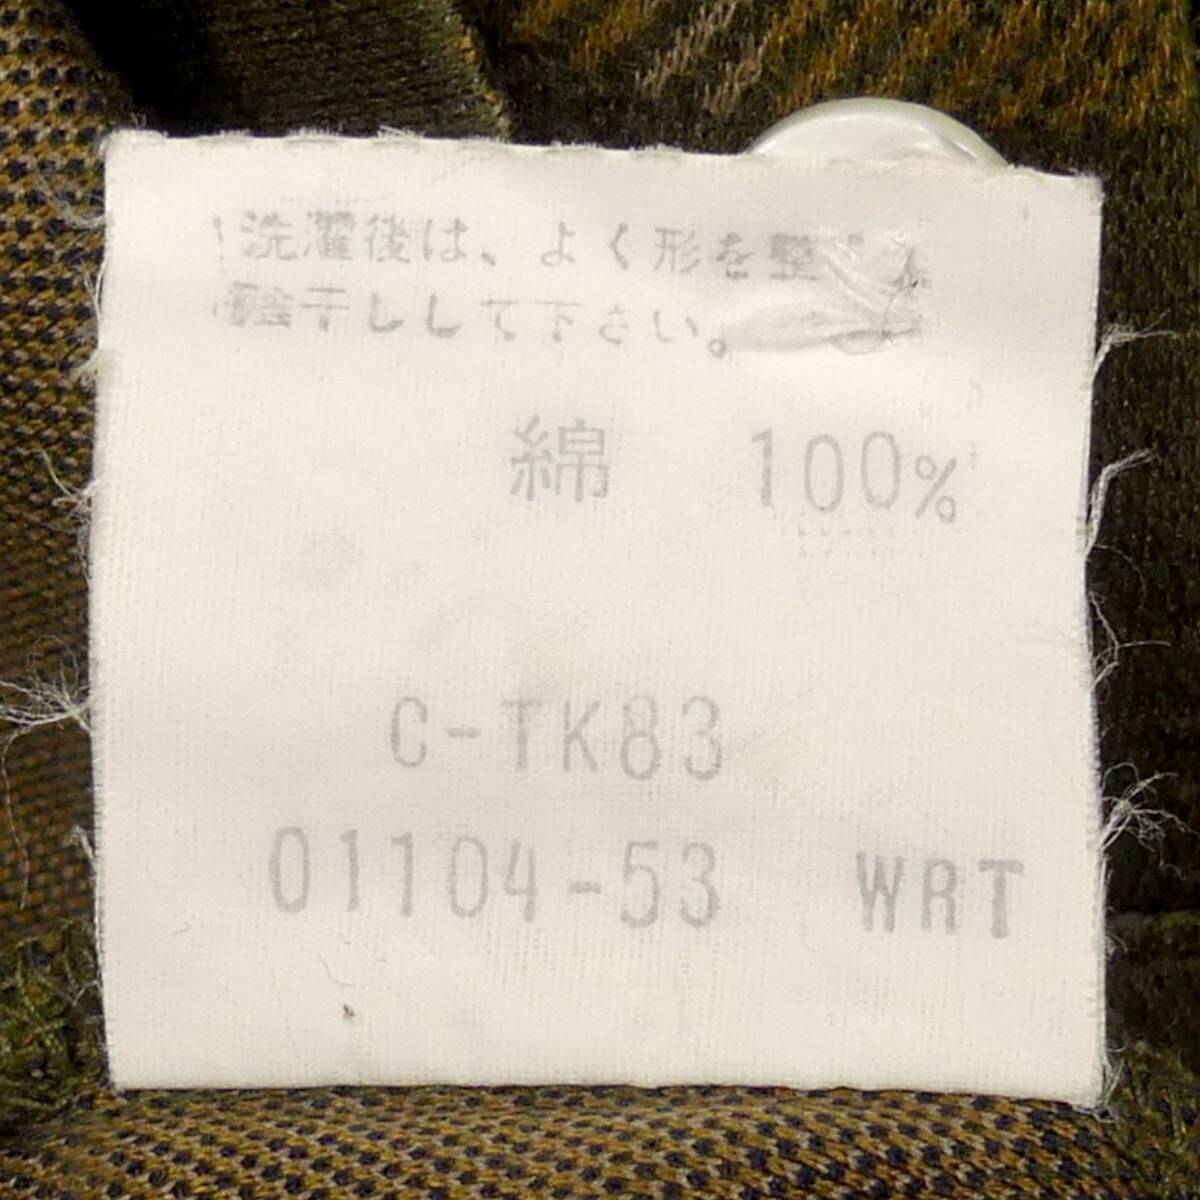 洗濯後は、よく形を整
陰干しして下さい。
綿 100%
C-TK83
01104-53 WRT